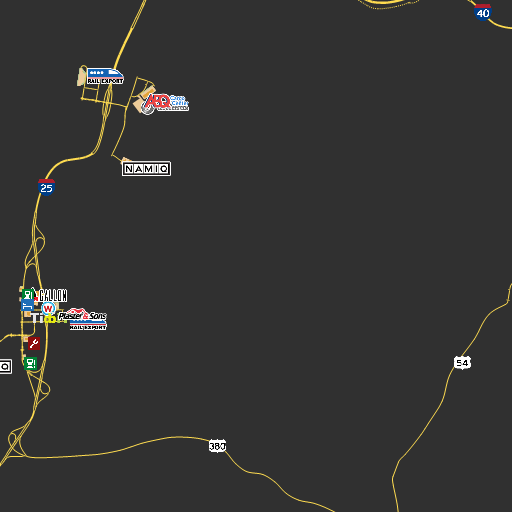 40
RAIL EXPORT
NAMIQ
25
GALLON
W
Plaster & Sons
RAIL EXPORT
54
Q
380